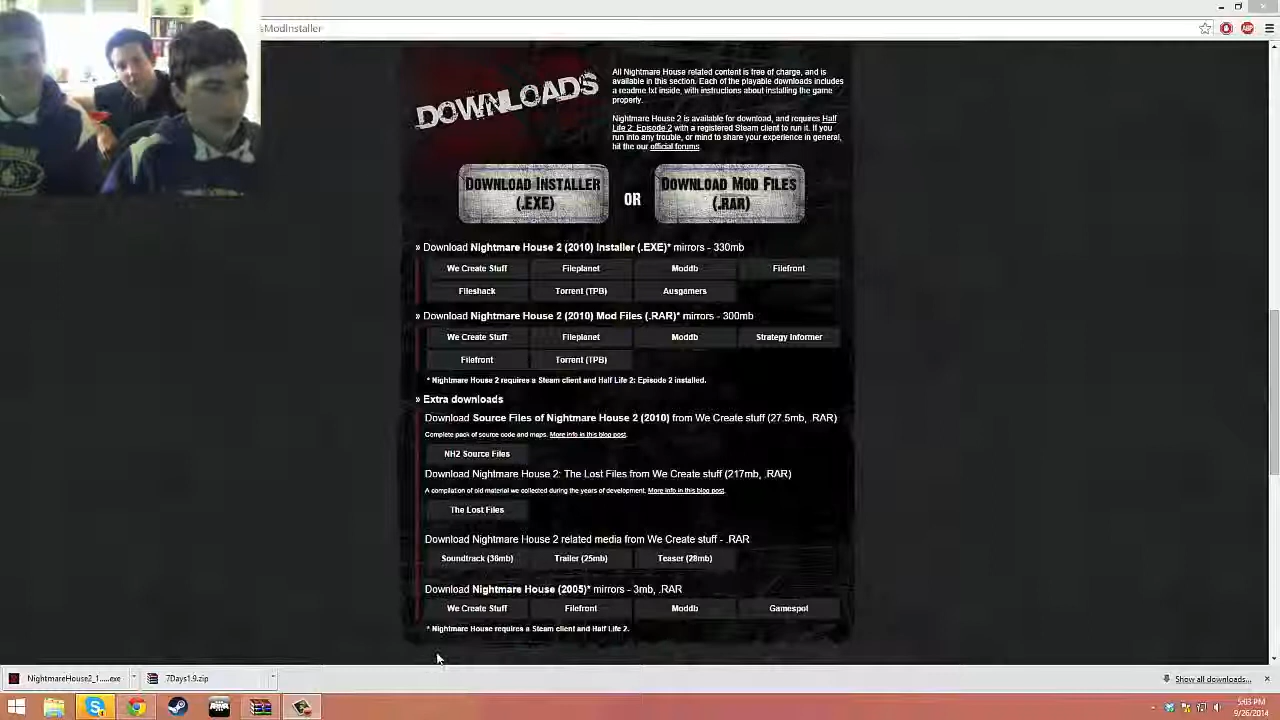 sModInstaller
DOWNLOADS
All Nightmare House related content is free of charge, and is
available in this section. Each of the playable downloads includes
a readme.txt inside, with instructions about installing the game
properly.
Nightmare House 2 is available for download, and requires Half
Life 2: Episode 2 with a registered Steam client to run it. If you
run into any trouble, or mind to share your experience in general,
hit the our official forums.
DOWNLOAD INSTALLER
(.EXE)
OR
DOWNLOAD MOD FILES
(.RAR)
» Download Nightmare House 2 (2010) Installer (.EXE)* mirrors - 330mb
We Create Stuff Fileplanet Moddb Filefront
Fileshack Torrent (TPB) Ausgamers
» Download Nightmare House 2 (2010) Mod Files (.RAR)* mirrors - 300mb
We Create Stuff Fileplanet Moddb Strategy Informer
Filefront Torrent (TPB)
* Nightmare House 2 requires a Steam client and Half Life 2: Episode 2 installed.
» Extra downloads
Download Source Files of Nightmare House 2 (2010) from We Create stuff (27.5mb, .RAR)
Complete pack of source code and maps. More info in this blog post.
NH2 Source Files
Download Nightmare House 2: The Lost Files from We Create stuff (217mb, .RAR)
A compilation of old material we collected during the years of development. More info in this blog post.
The Lost Files
Download Nightmare House 2 related media from We Create stuff - .RAR
Soundtrack (36mb) Trailer (25mb) Teaser (28mb)
Download Nightmare House (2005)* mirrors - 3mb, .RAR
We Create Stuff Filefront Moddb Gamespot
* Nightmare House requires a Steam client and Half Life 2.
NightmareHouse2_1.....exe 7Days1.9.zip Show all downloads...
5:03 PM
9/26/2014